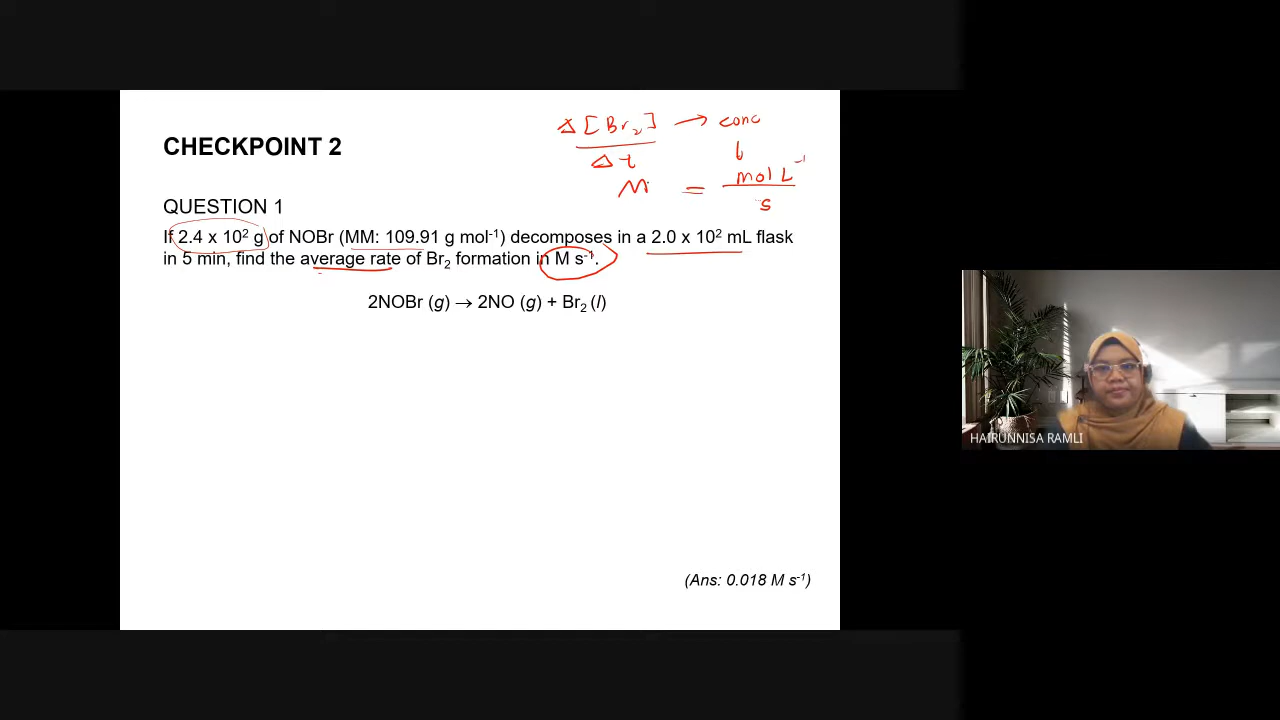 CHECKPOINT 2
Δ [Br₂] → conc
Δt
M = mol L⁻¹
s
QUESTION 1
If 2.4 x 10² g of NOBr (MM: 109.91 g mol⁻¹) decomposes in a 2.0 x 10² mL flask
in 5 min, find the average rate of Br₂ formation in M s⁻¹.
2NOBr (g) → 2NO (g) + Br₂ (l)
(Ans: 0.018 M s⁻¹)
HAIRUNNISA RAMLI